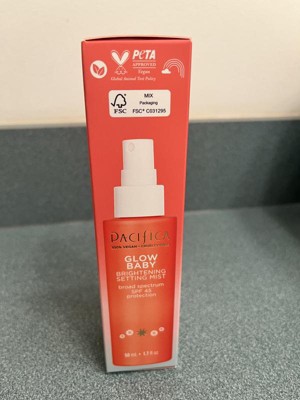 PETA
APPROVED
Vegan
Global Animal Test Policy
FSC
MIX
Packaging
FSC® C031295
PACIFICA
GLOW
BABY
BRIGHTENING
SETTING MIST
broad spectrum
SPF 45
protection